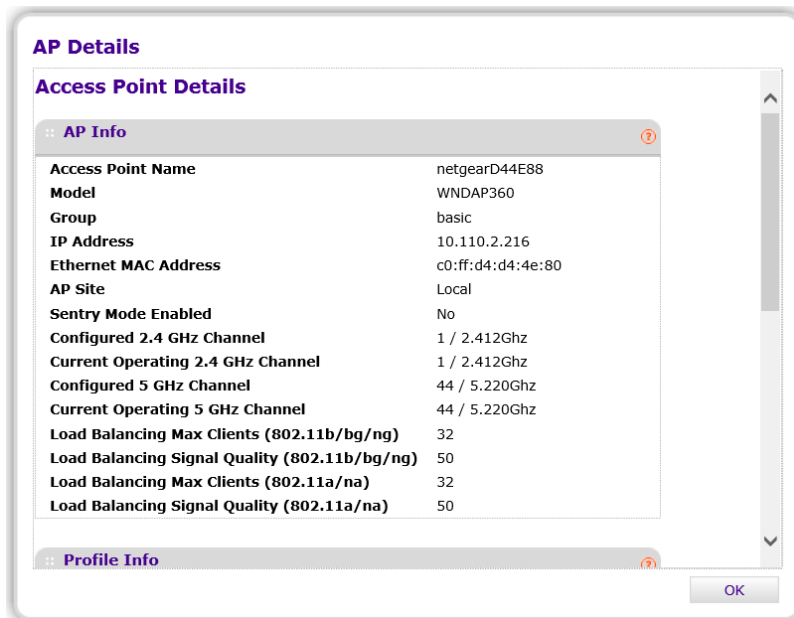 AP Details
Access Point Details
AP Info
Access Point Name netgearD44E88
Model WNDAP360
Group basic
IP Address 10.110.2.216
Ethernet MAC Address c0:ff:d4:d4:4e:80
AP Site Local
Sentry Mode Enabled No
Configured 2.4 GHz Channel 1 / 2.412Ghz
Current Operating 2.4 GHz Channel 1 / 2.412Ghz
Configured 5 GHz Channel 44 / 5.220Ghz
Current Operating 5 GHz Channel 44 / 5.220Ghz
Load Balancing Max Clients (802.11b/bg/ng) 32
Load Balancing Signal Quality (802.11b/bg/ng) 50
Load Balancing Max Clients (802.11a/na) 32
Load Balancing Signal Quality (802.11a/na) 50
Profile Info
OK